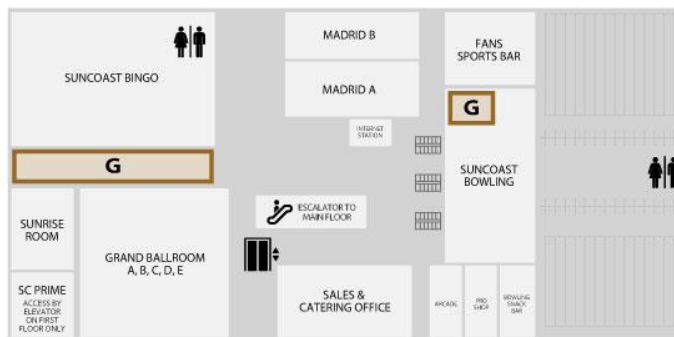 SUNCOAST BINGO
MADRID B
MADRID A
FANS
SPORTS BAR
G
INTERNET
STATION
G
SUNCOAST
BOWLING
SUNRISE
ROOM
GRAND BALLROOM
A, B, C, D, E
ESCALATOR TO
MAIN FLOOR
SC PRIME
ACCESS BY
ELEVATOR
ON FIRST
FLOOR ONLY
SALES &
CATERING OFFICE
ARCADE
PRO
SHOP
BOWLING
SNACK
BAR